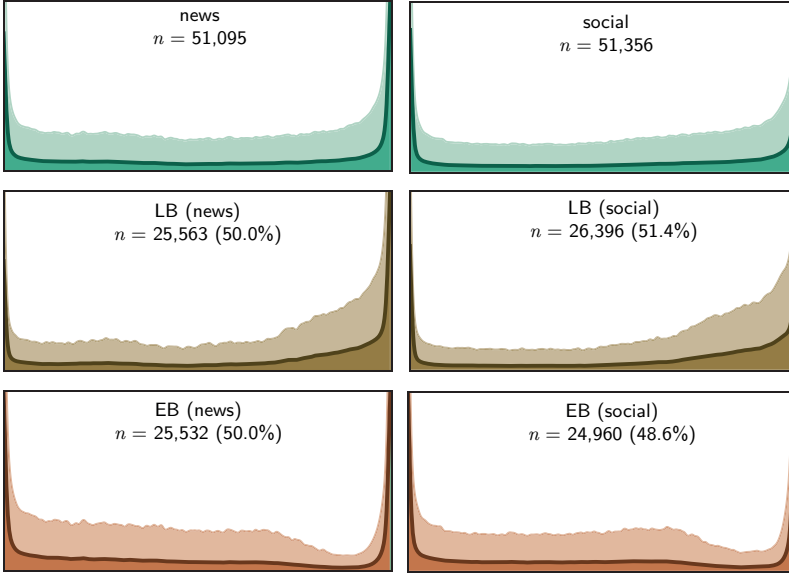 news
n = 51,095
social
n = 51,356
LB (news)
n = 25,563 (50.0%)
LB (social)
n = 26,396 (51.4%)
EB (news)
n = 25,532 (50.0%)
EB (social)
n = 24,960 (48.6%)